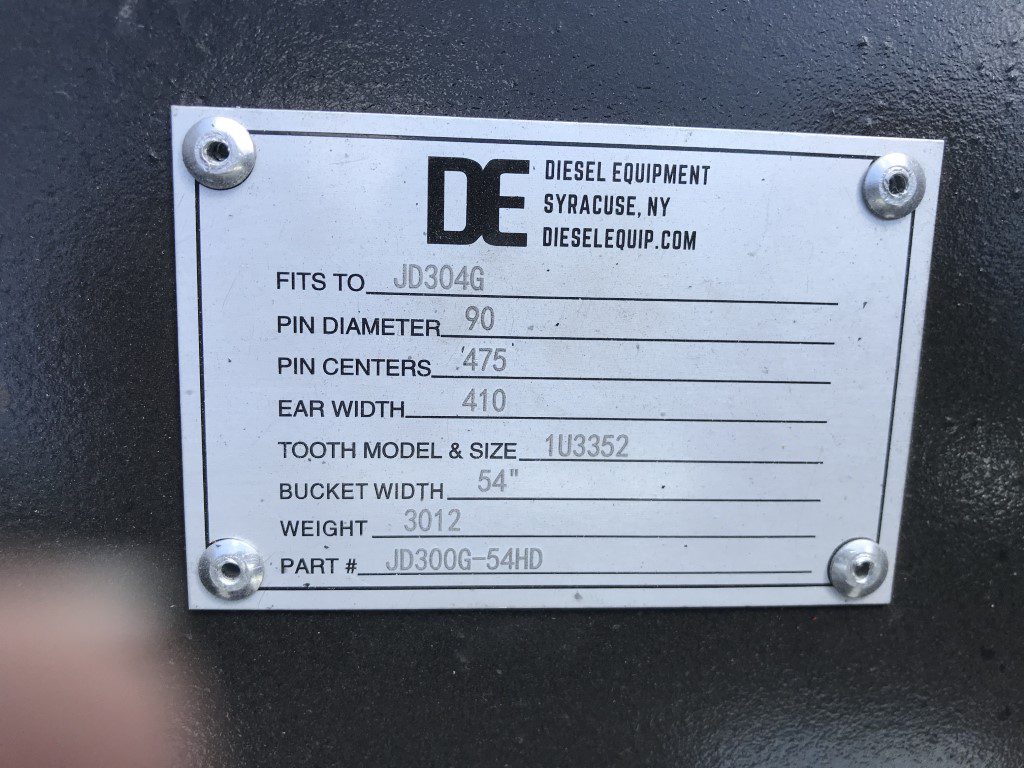 DE
DIESEL EQUIPMENT
SYRACUSE, NY
DIESELEQUIP.COM
FITS TO JD304G
PIN DIAMETER 90
PIN CENTERS 475
EAR WIDTH 410
TOOTH MODEL & SIZE 1U3352
BUCKET WIDTH 54"
WEIGHT 3012
PART # JD300G-54HD